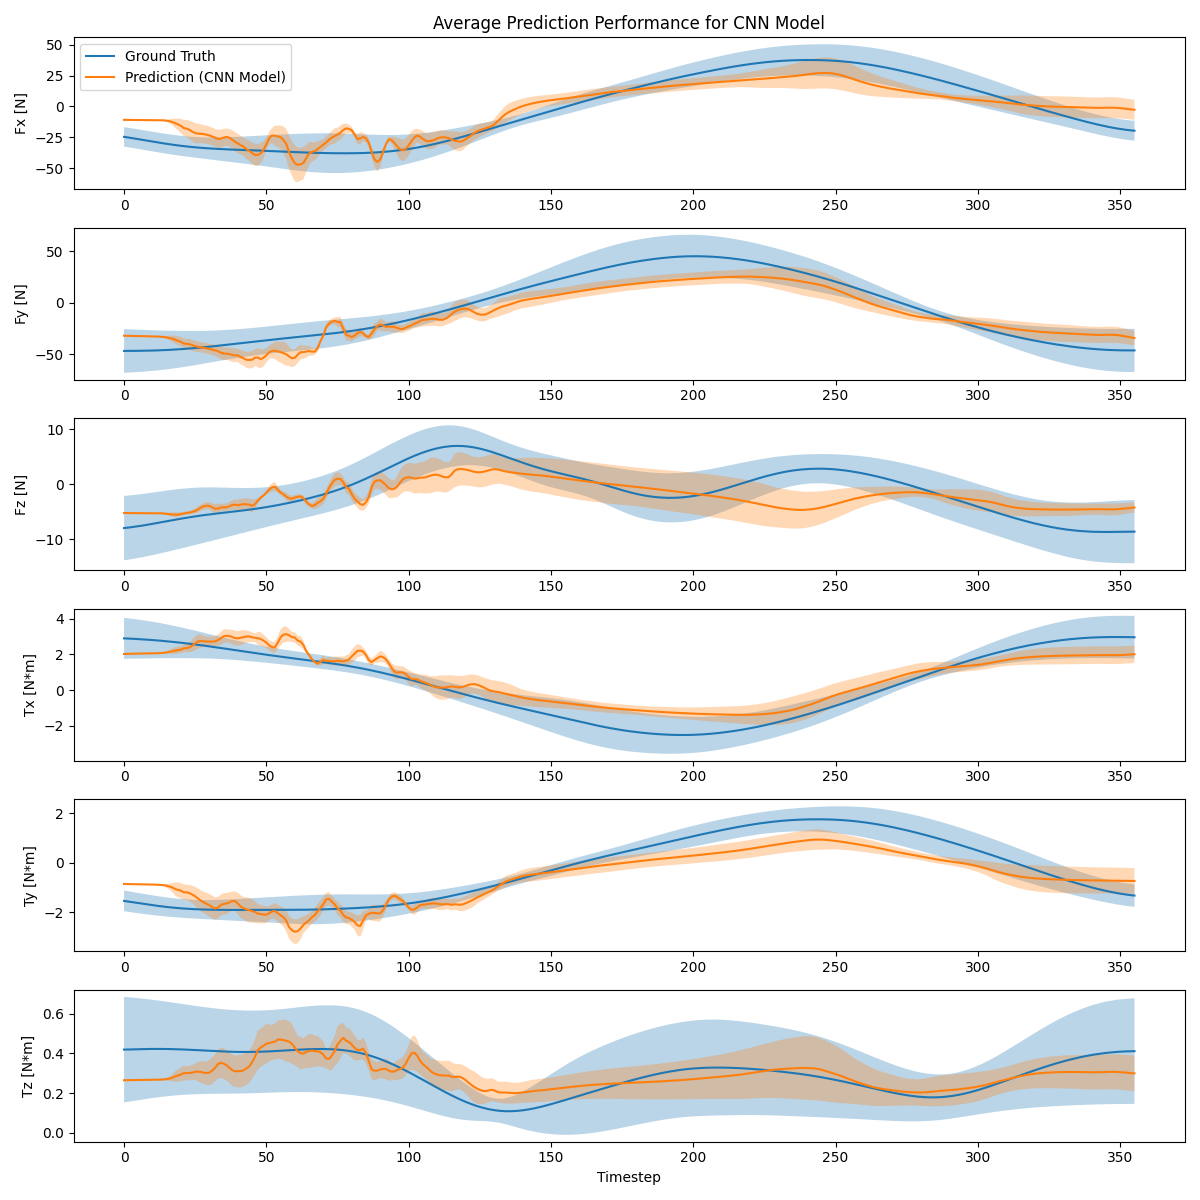 Average Prediction Performance for CNN Model
Ground Truth
Prediction (CNN Model)
Fx [N]
50
25
0
−25
−50
0 50 100 150 200 250 300 350
Fy [N]
50
0
−50
0 50 100 150 200 250 300 350
Fz [N]
10
0
−10
0 50 100 150 200 250 300 350
Tx [N*m]
4
2
0
−2
0 50 100 150 200 250 300 350
Ty [N*m]
2
0
−2
0 50 100 150 200 250 300 350
Tz [N*m]
0.6
0.4
0.2
0.0
0 50 100 150 200 250 300 350
Timestep